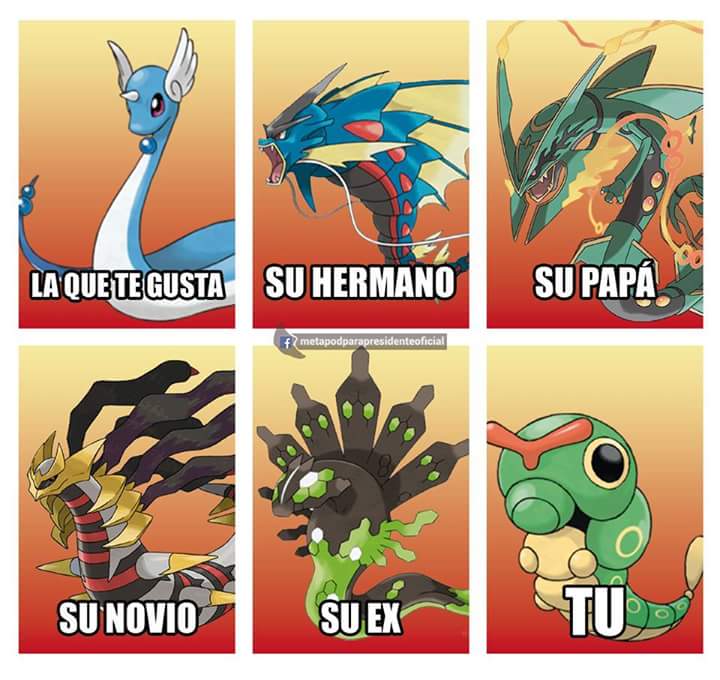 LA QUE TE GUSTA
SU HERMANO
SU PAPÁ
metapodparapresidenteoficial
SU NOVIO
SU EX
TU